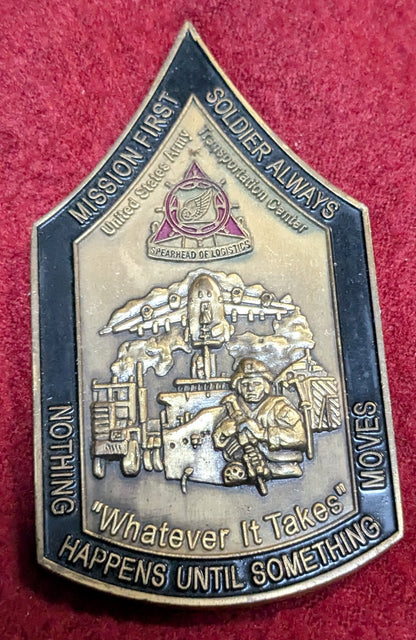 MISSION FIRST
SOLDIER ALWAYS
United States Army
Transportation Center
SPEARHEAD OF LOGISTICS
"Whatever It Takes"
NOTHING
HAPPENS UNTIL SOMETHING
MOVES